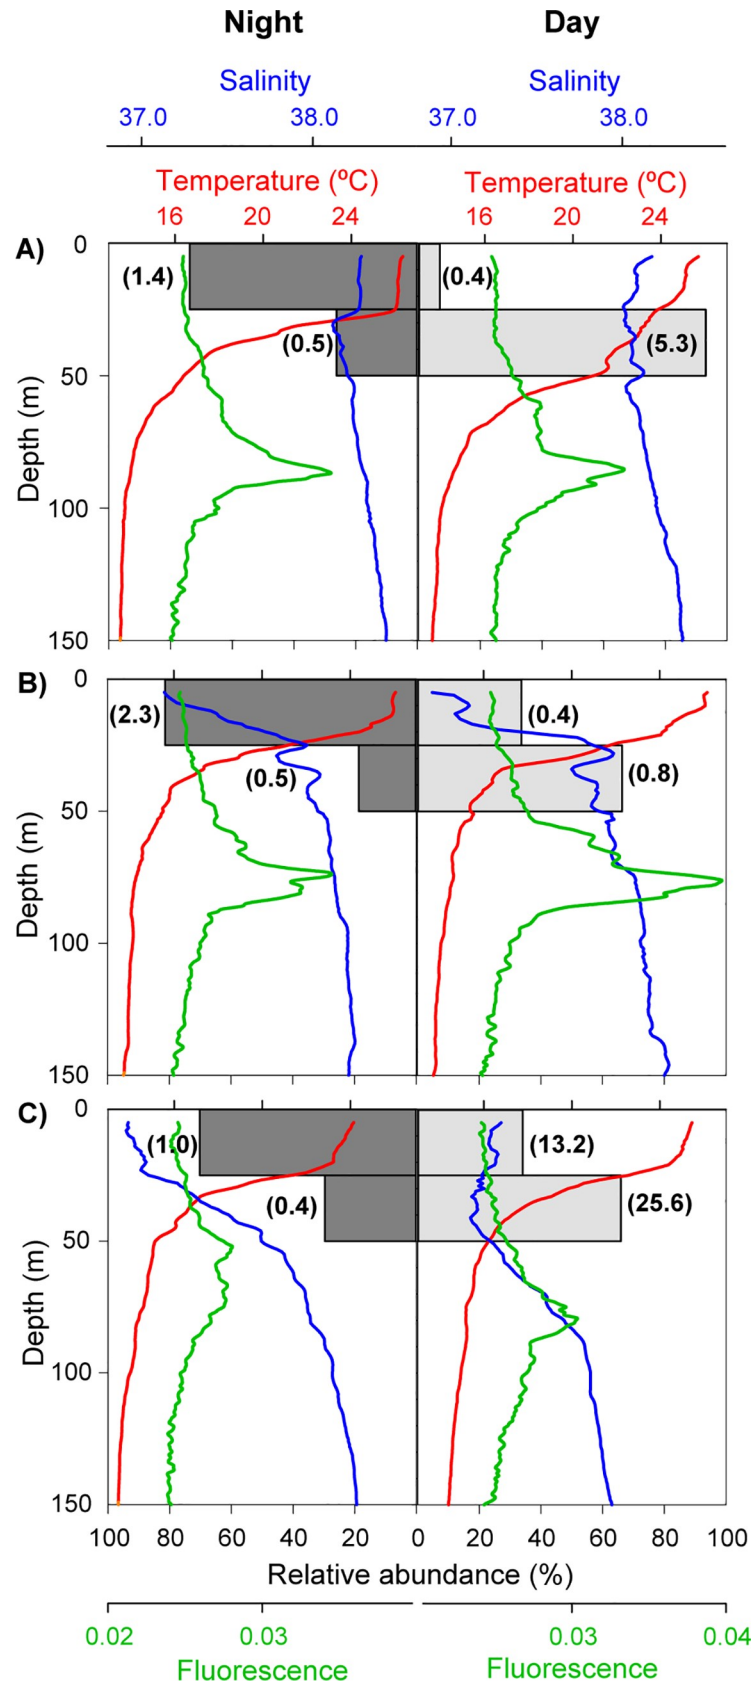 Night Day
Salinity Salinity
37.0 38.0 37.0 38.0
Temperature (ºC) Temperature (ºC)
16 20 24 16 20 24
A) 0
(1.4) (0.4)
(0.5) (5.3)
50
Depth (m)
100
150
B) 0
(2.3) (0.4)
(0.5) (0.8)
50
Depth (m)
100
150
C) 0
(1.0) (13.2)
(0.4) (25.6)
50
Depth (m)
100
150
100 80 60 40 20 0 20 40 60 80 100
Relative abundance (%)
0.02 0.03 0.03 0.04
Fluorescence Fluorescence